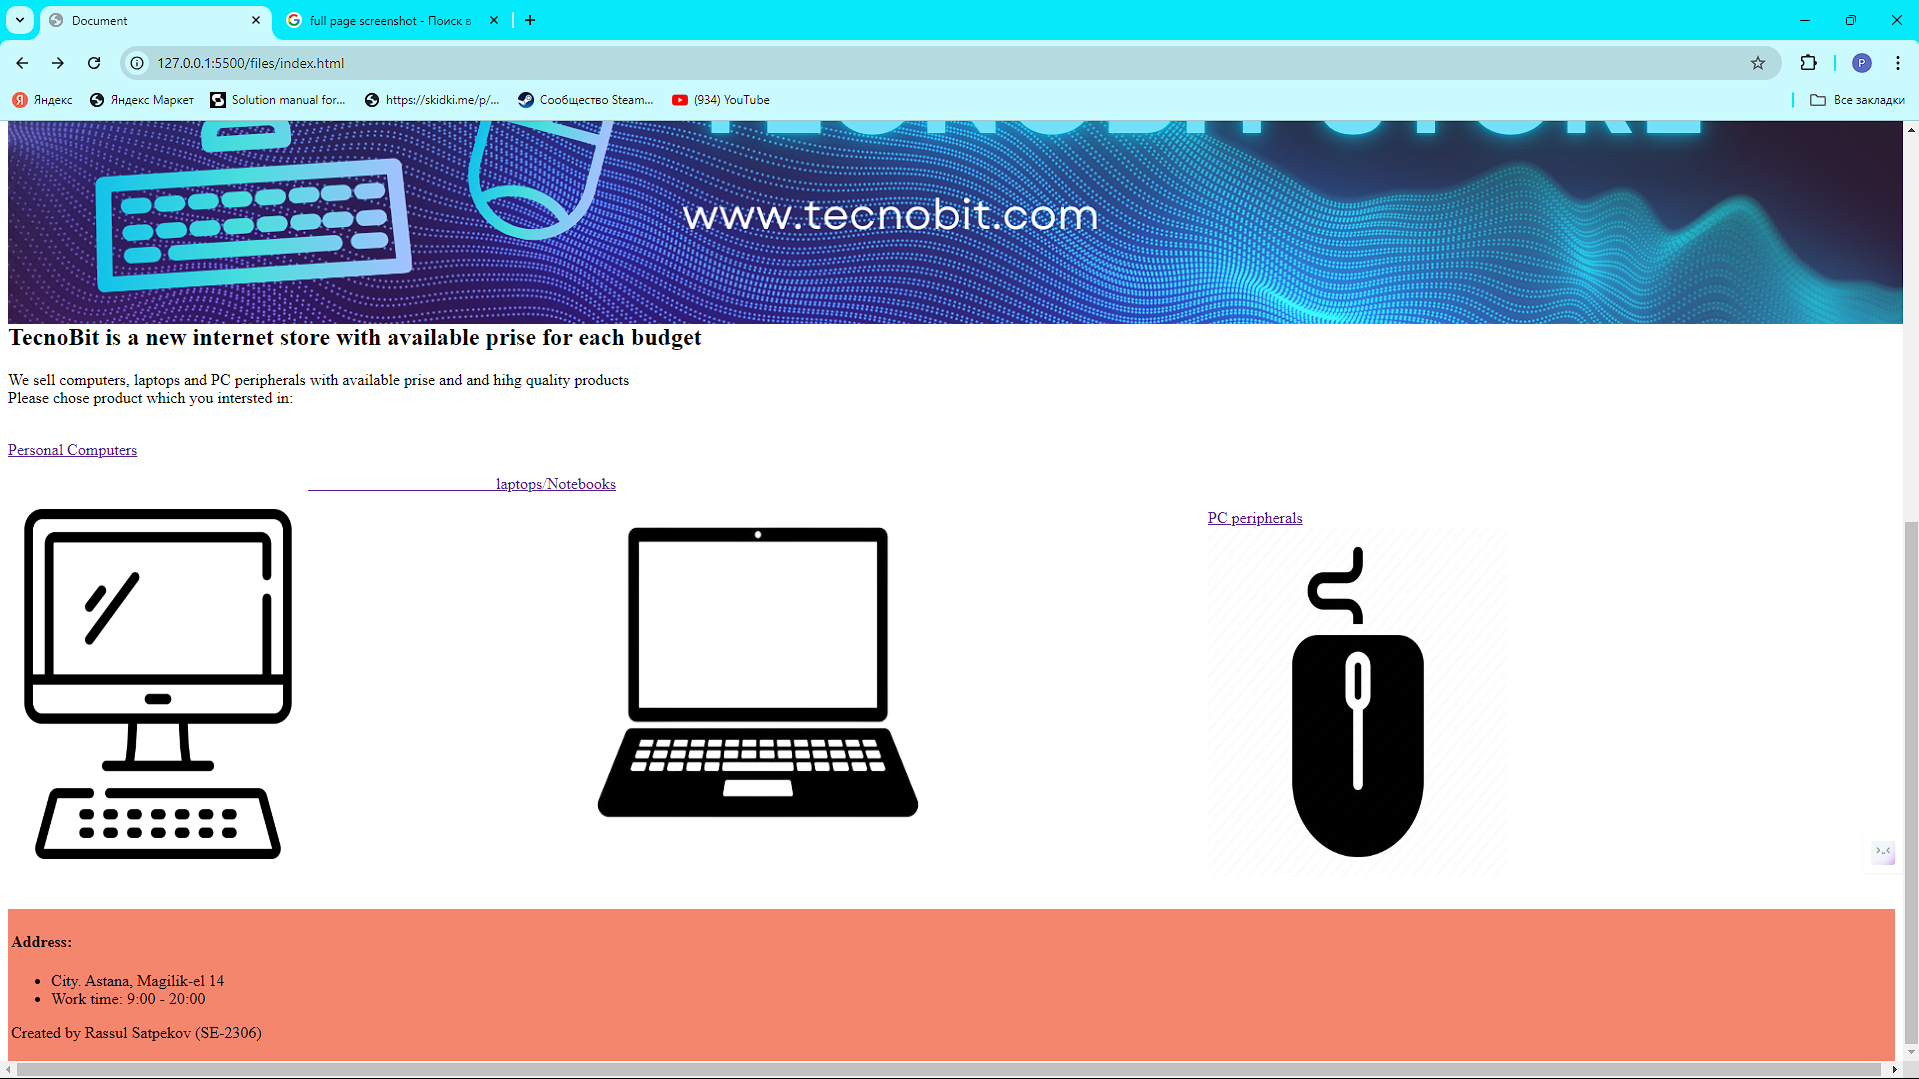 Document
full page screenshot - Поиск в
127.0.0.1:5500/files/index.html
P
Яндекс
Яндекс Маркет
Solution manual for...
https://skidki.me/p/...
Сообщество Steam...
(934) YouTube
Все закладки
TECNOBIT STORE
www.tecnobit.com
TecnoBit is a new internet store with available prise for each budget
We sell computers, laptops and PC peripherals with available prise and and hihg quality products
Please chose product which you intersted in:
Personal Computers
laptops/Notebooks
PC peripherals
Address:
City. Astana, Magilik-el 14
Work time: 9:00 - 20:00
Created by Rassul Satpekov (SE-2306)